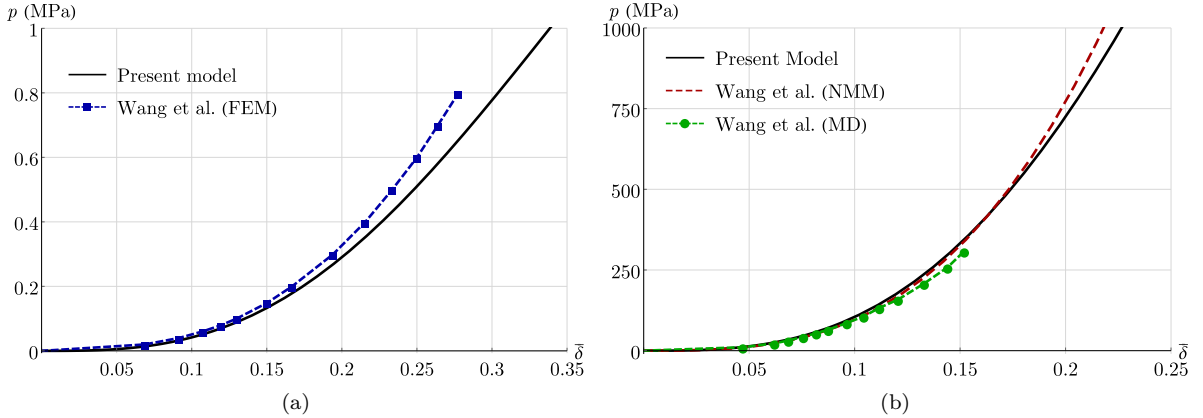 p (MPa)
1
0.8
0.6
0.4
0.2
0
Present model
Wang et al. (FEM)
0.05
0.1
0.15
0.2
0.25
0.3
0.35
δ̄
(a)
p (MPa)
1000
750
500
250
0
Present Model
Wang et al. (NMM)
Wang et al. (MD)
0.05
0.1
0.15
0.2
0.25
δ̄
(b)